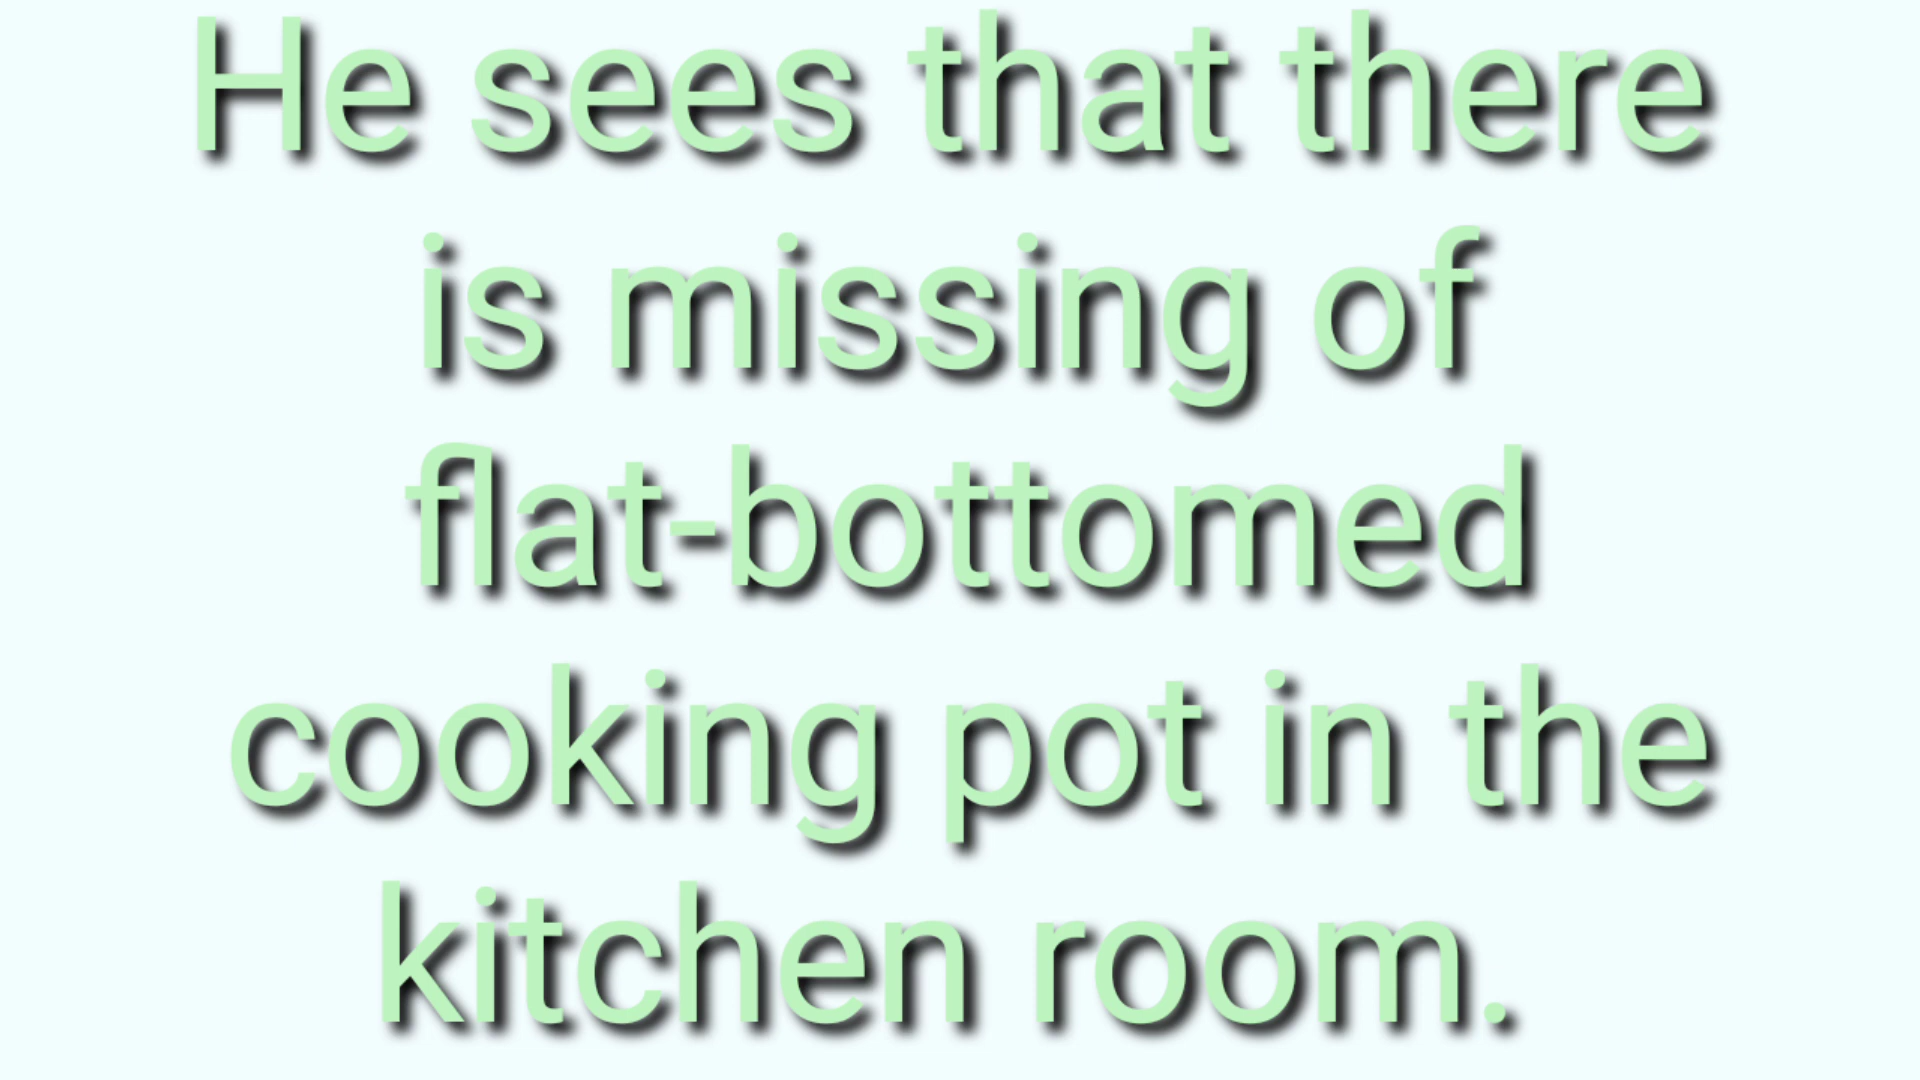 He sees that there
is missing of
flat-bottomed
cooking pot in the
kitchen room.